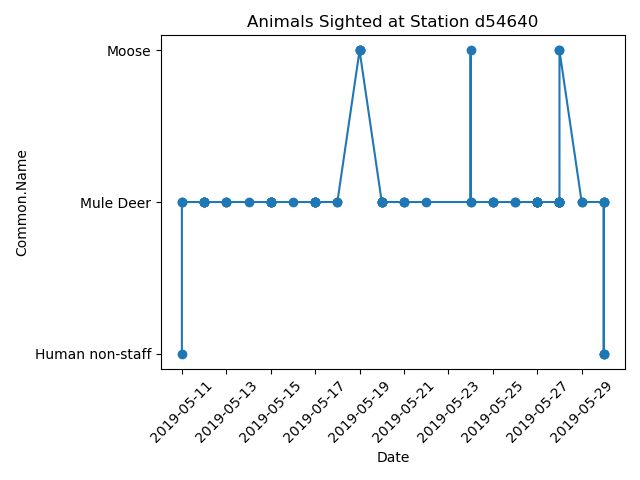 Animals Sighted at Station d54640
Moose
Mule Deer
Human non-staff
Common.Name
2019-05-11
2019-05-13
2019-05-15
2019-05-17
2019-05-19
2019-05-21
2019-05-23
2019-05-25
2019-05-27
2019-05-29
Date